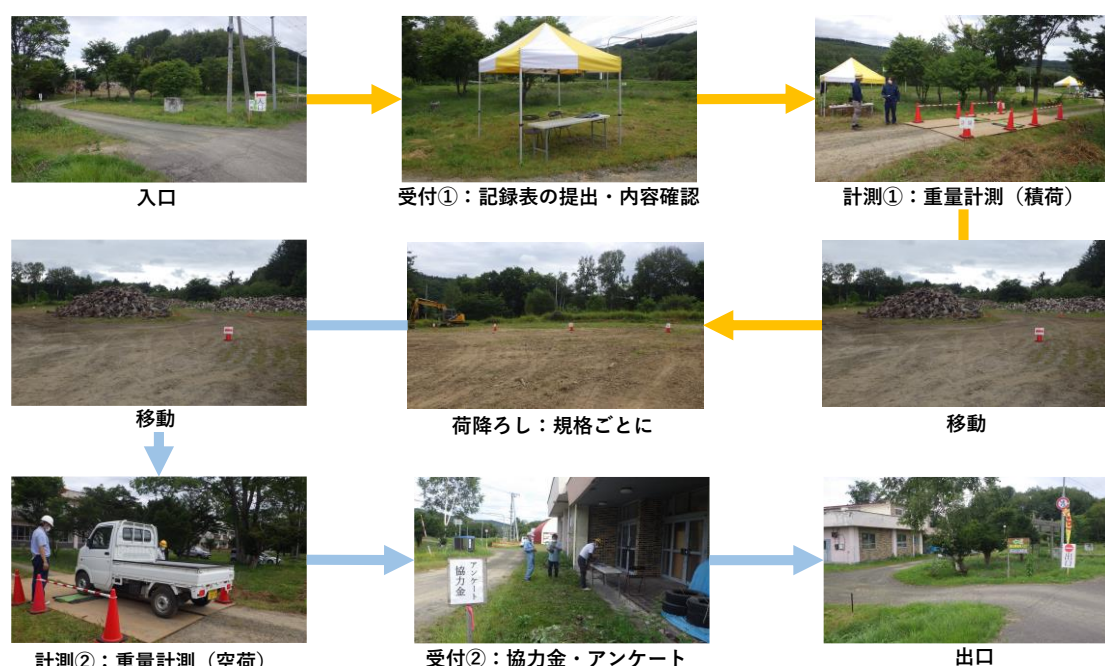 入口
受付①：記録表の提出・内容確認
計測①：重量計測（積荷）
移動
荷降ろし：規格ごとに
移動
計測②：重量計測（空荷）
アンケート
協力金
受付②：協力金・アンケート
出口
出口